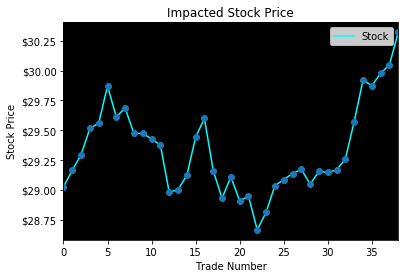 Impacted Stock Price
Stock
Stock Price
$30.25
$30.00
$29.75
$29.50
$29.25
$29.00
$28.75
0 5 10 15 20 25 30 35
Trade Number